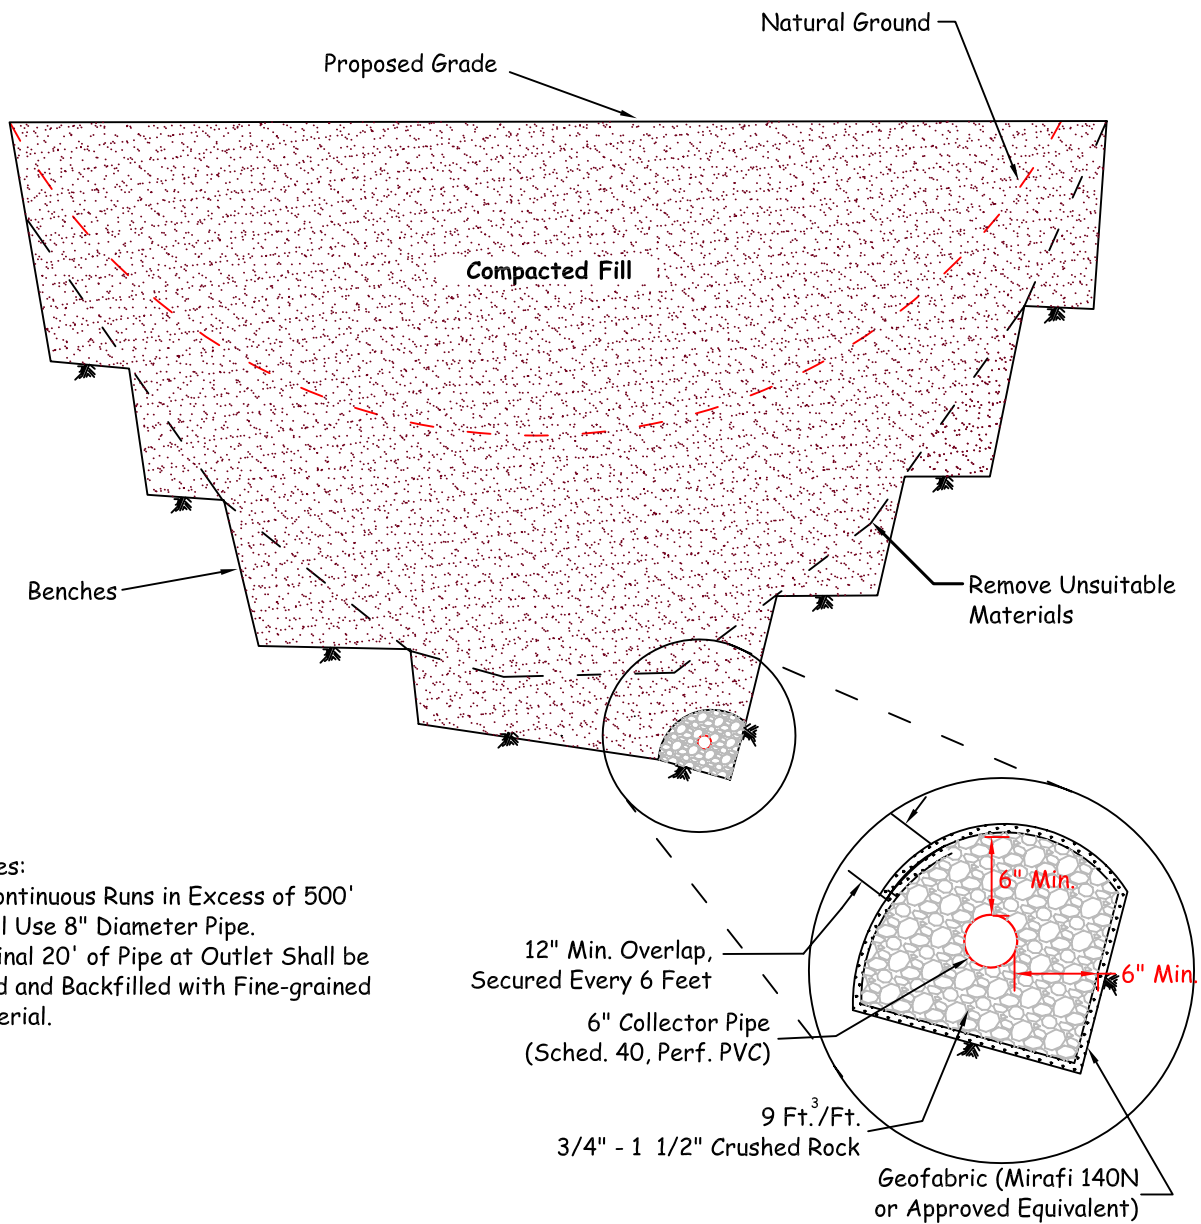 Natural Ground
Proposed Grade
Compacted Fill
Benches
Remove Unsuitable
Materials
es:
ontinuous Runs in Excess of 500'
l Use 8" Diameter Pipe.
inal 20' of Pipe at Outlet Shall be
d and Backfilled with Fine-grained
erial.
6" Min.
12" Min. Overlap,
Secured Every 6 Feet
6" Min.
6" Collector Pipe
(Sched. 40, Perf. PVC)
9 Ft.³/Ft.
3/4" - 1 1/2" Crushed Rock
Geofabric (Mirafi 140N
or Approved Equivalent)